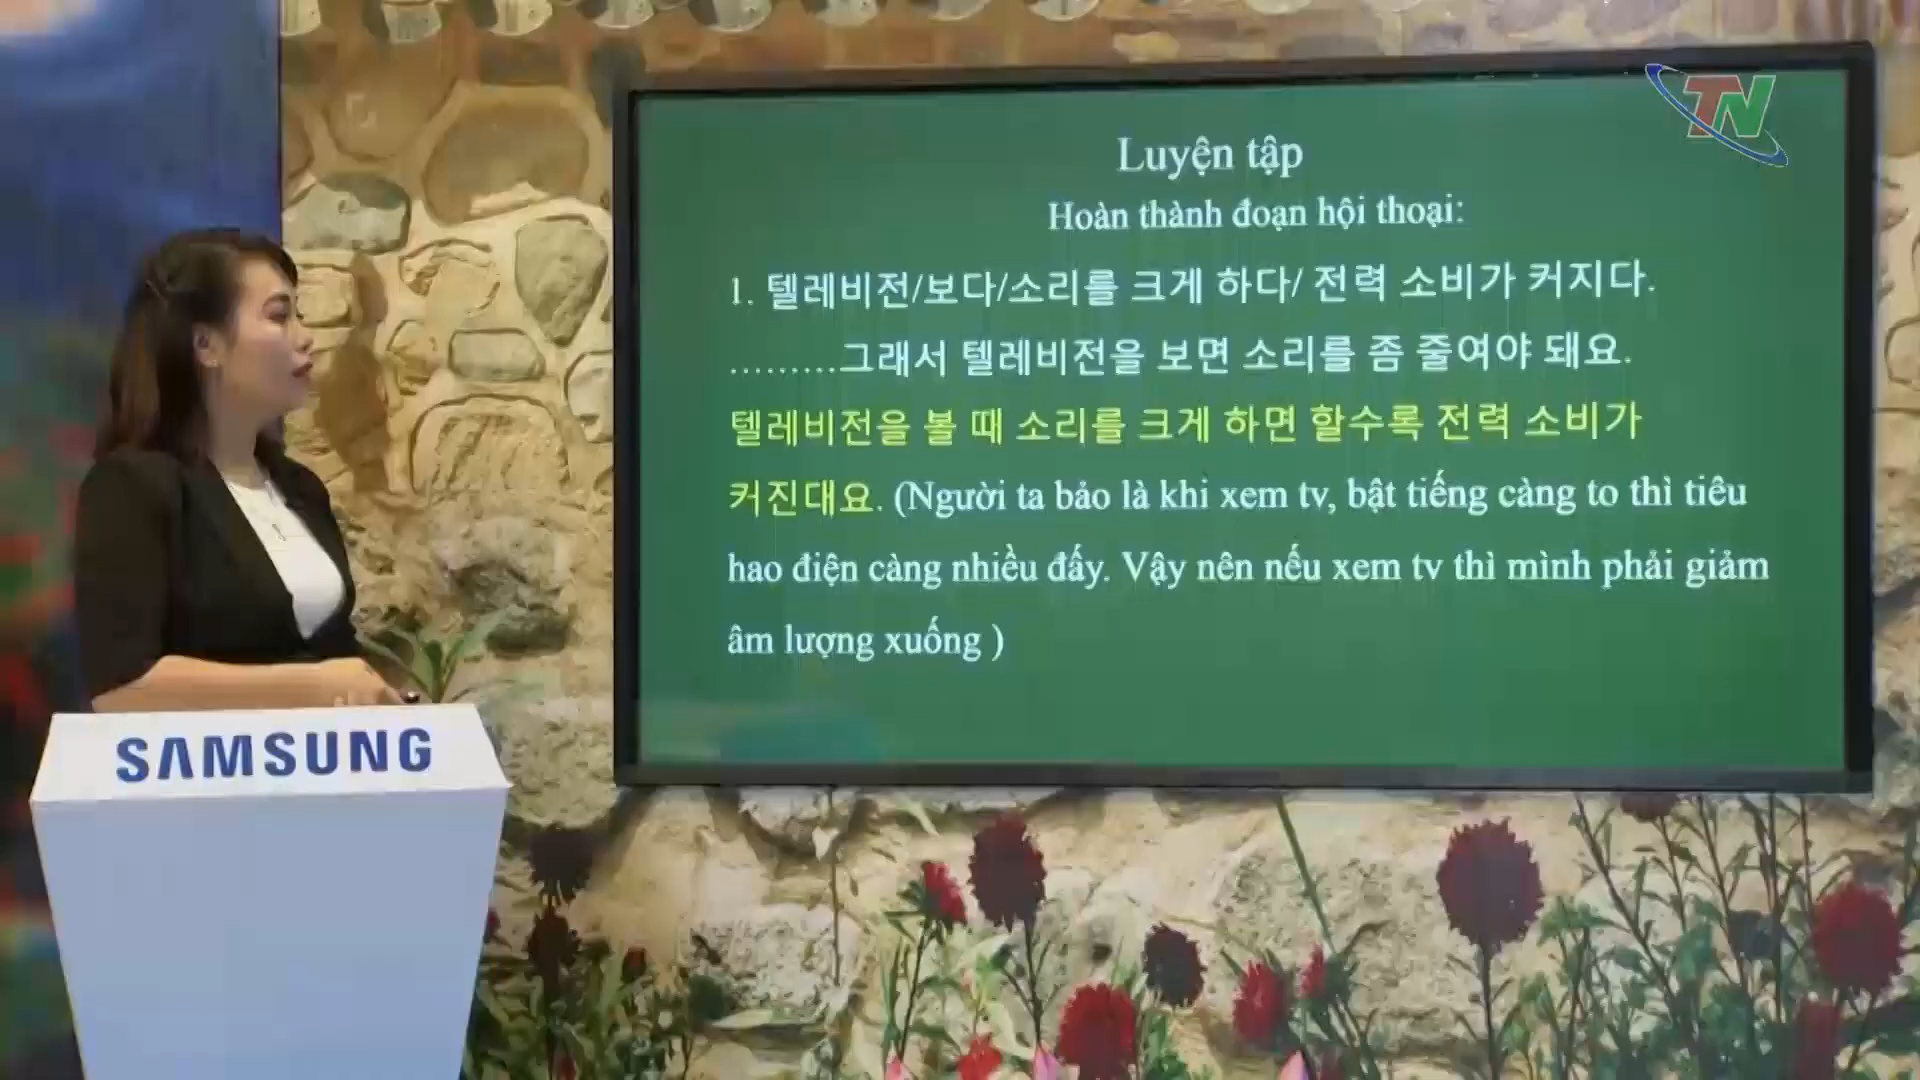 TN
Luyện tập
Hoàn thành đoạn hội thoại:
1. 텔레비전/보다/소리를 크게 하다/ 전력 소비가 커지다.
.........그래서 텔레비전을 보면 소리를 좀 줄여야 돼요.
텔레비전을 볼 때 소리를 크게 하면 할수록 전력 소비가
커진대요. (Người ta bảo là khi xem tv, bật tiếng càng to thì tiêu
hao điện càng nhiều đấy. Vậy nên nếu xem tv thì mình phải giảm
âm lượng xuống )
SAMSUNG